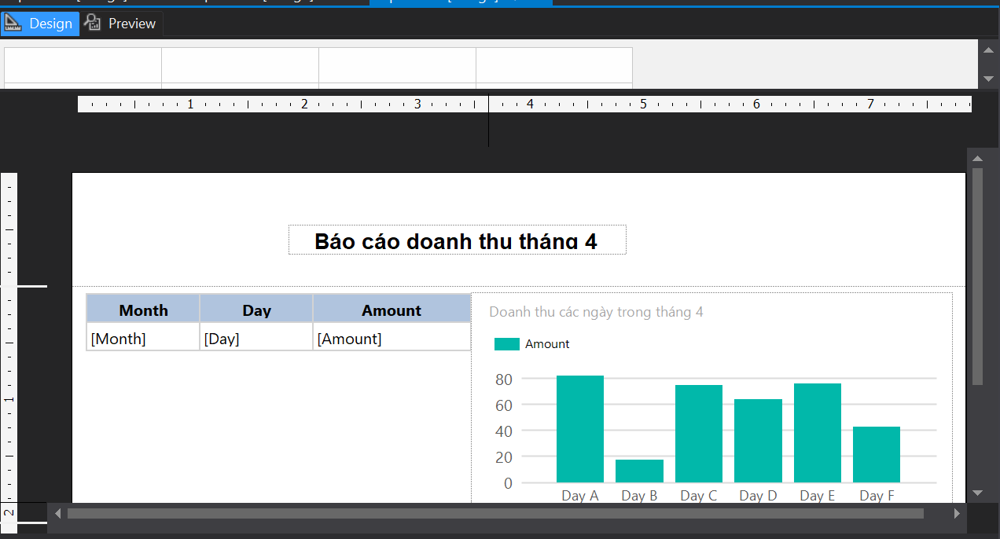 Design Preview
1 2 3 4 5 6 7
Báo cáo doanh thu tháng 4
Month Day Amount
[Month] [Day] [Amount]
Doanh thu các ngày trong tháng 4
Amount
80
60
40
20
0
Day A Day B Day C Day D Day E Day F
1
2